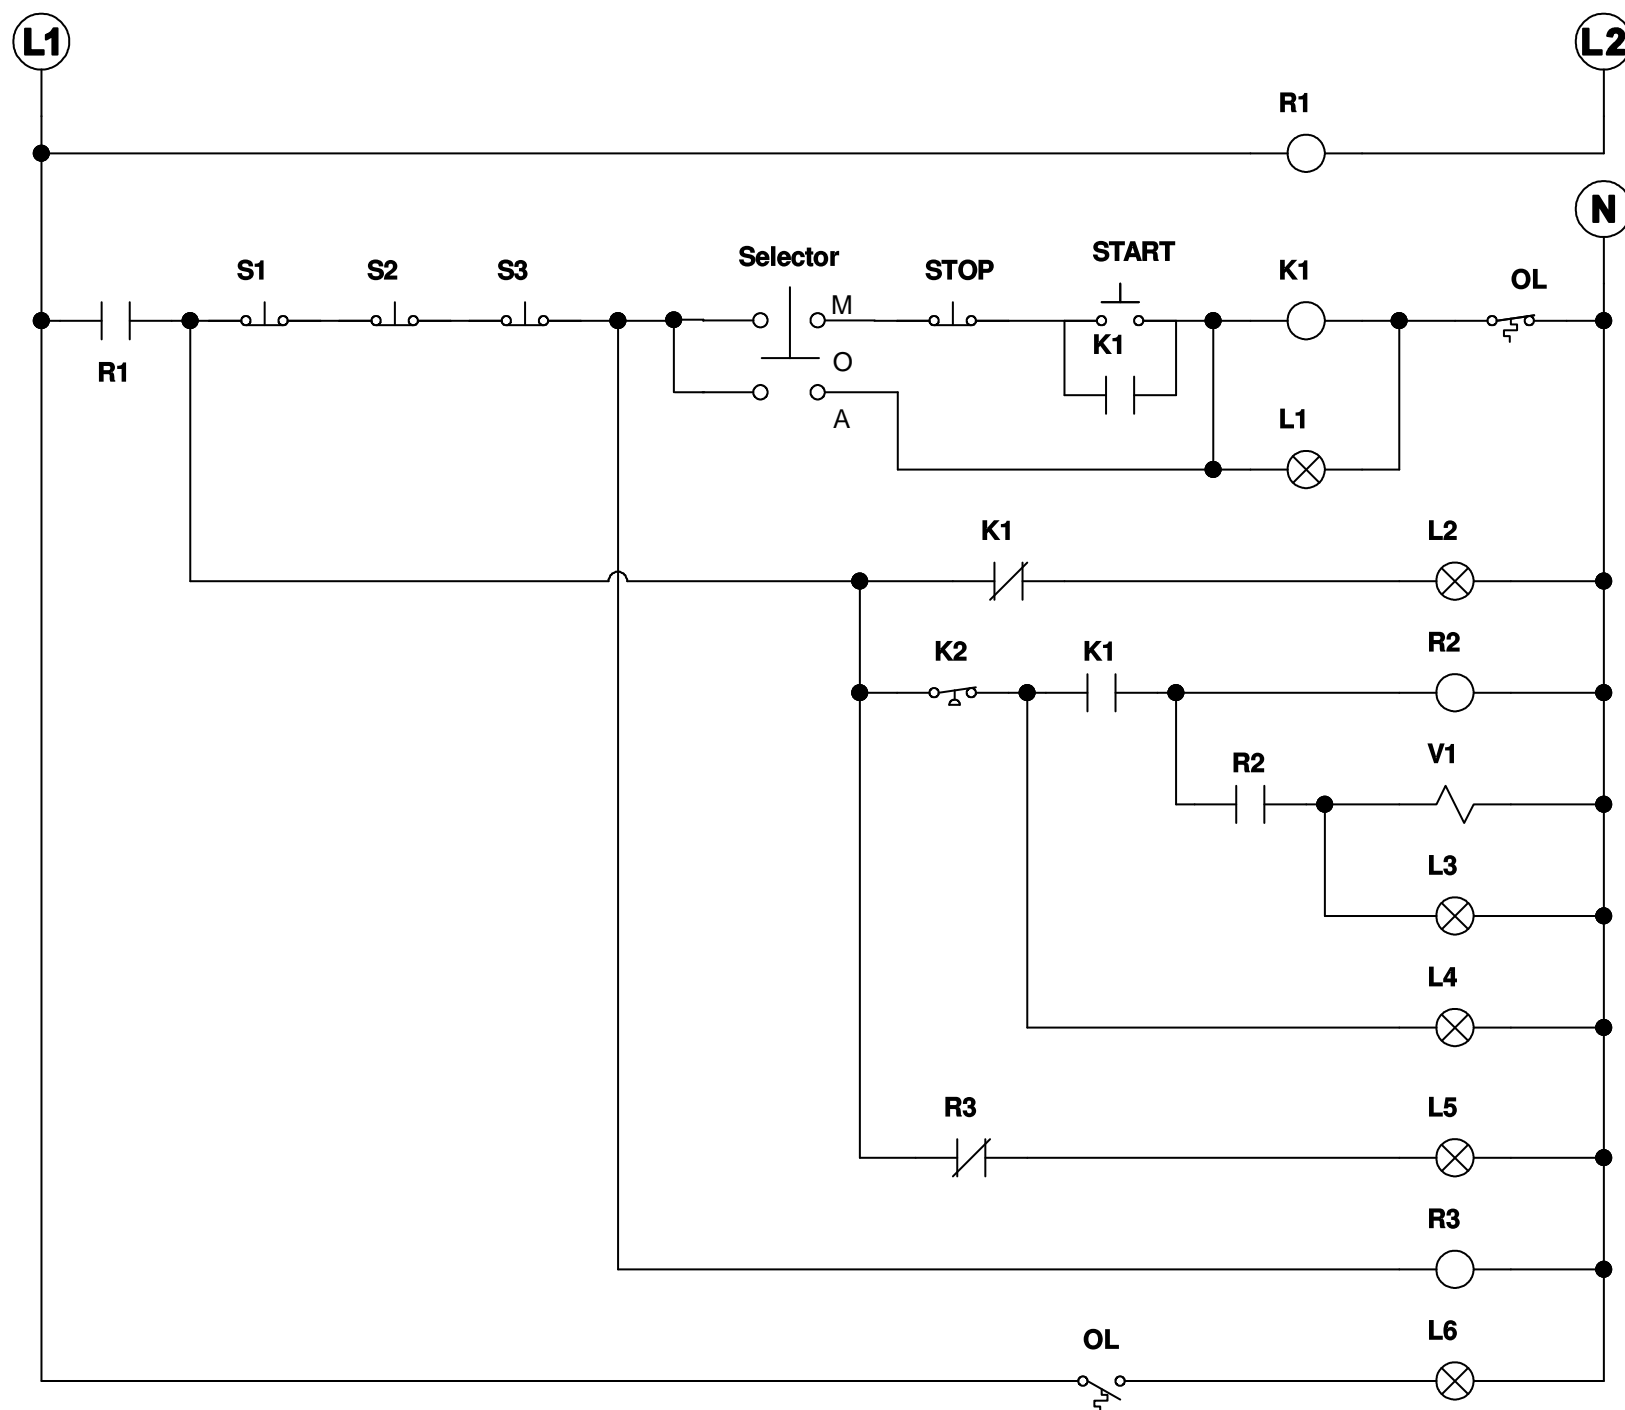 L1 L2
R1
N
Selector START
S1 S2 S3 STOP K1 OL
M
R1 K1
O
A L1
K1 L2
K2 K1 R2
R2 V1
L3
L4
R3 L5
R3
OL L6